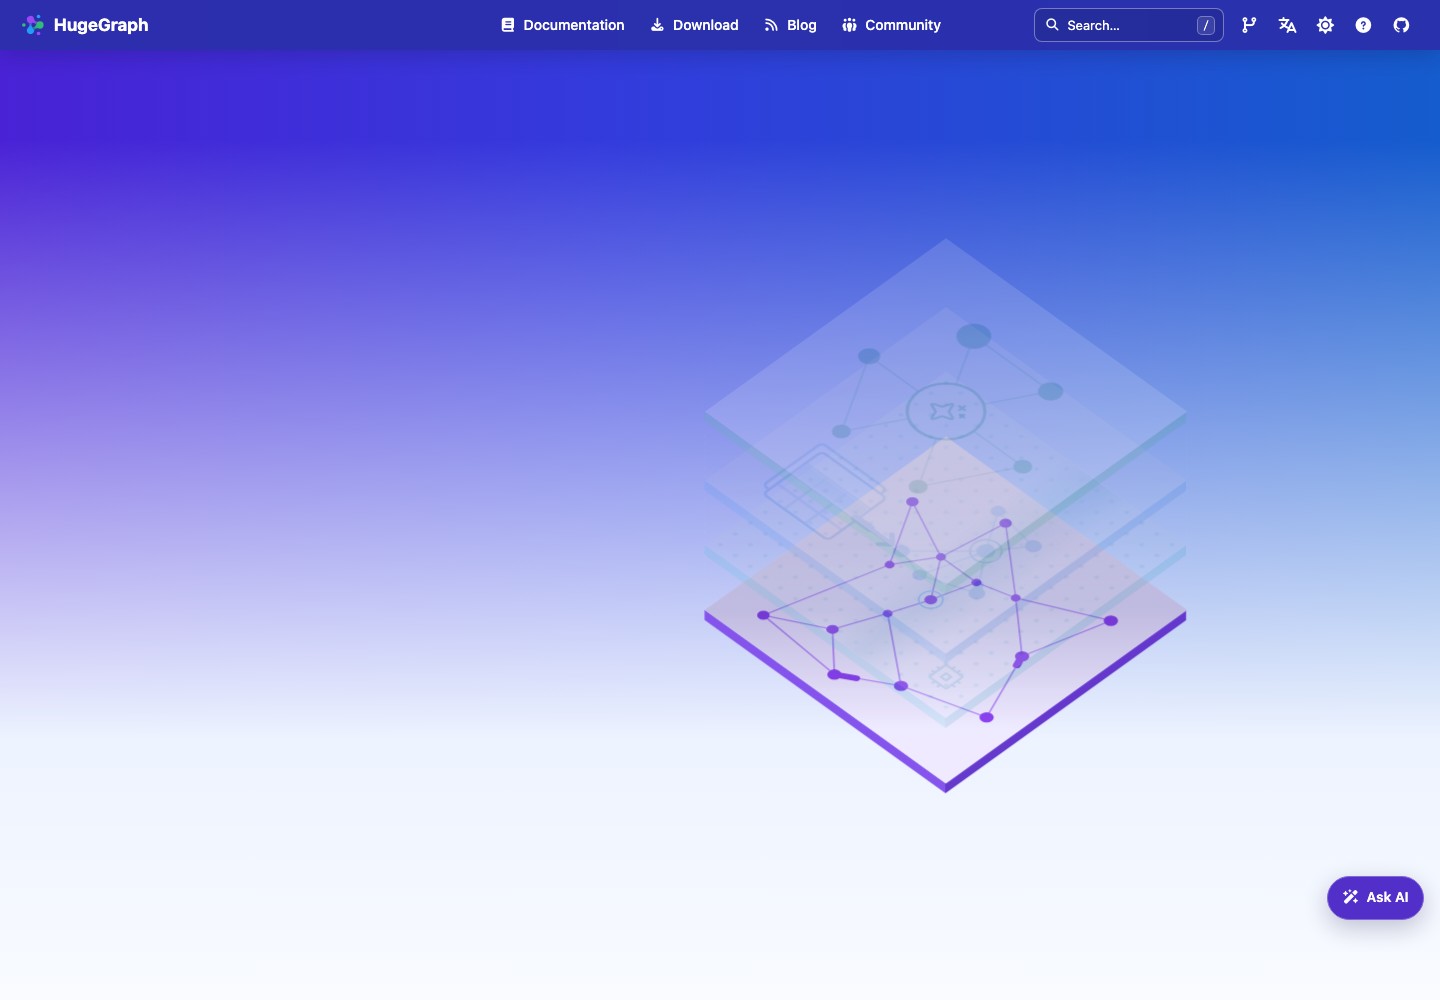 HugeGraph
Documentation
Download
Blog
Community
Search...
/
Ask AI